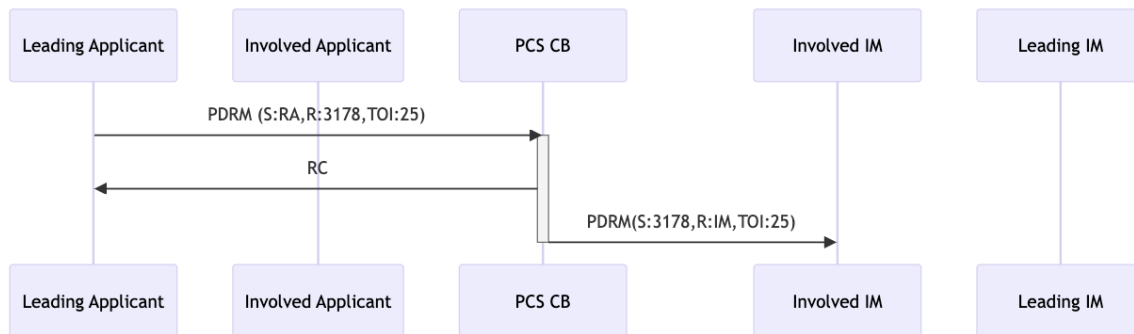 Leading Applicant
Involved Applicant
PCS CB
Involved IM
Leading IM
PDRM (S:RA,R:3178,TOI:25)
RC
PDRM(S:3178,R:IM,TOI:25)
Leading Applicant
Involved Applicant
PCS CB
Involved IM
Leading IM